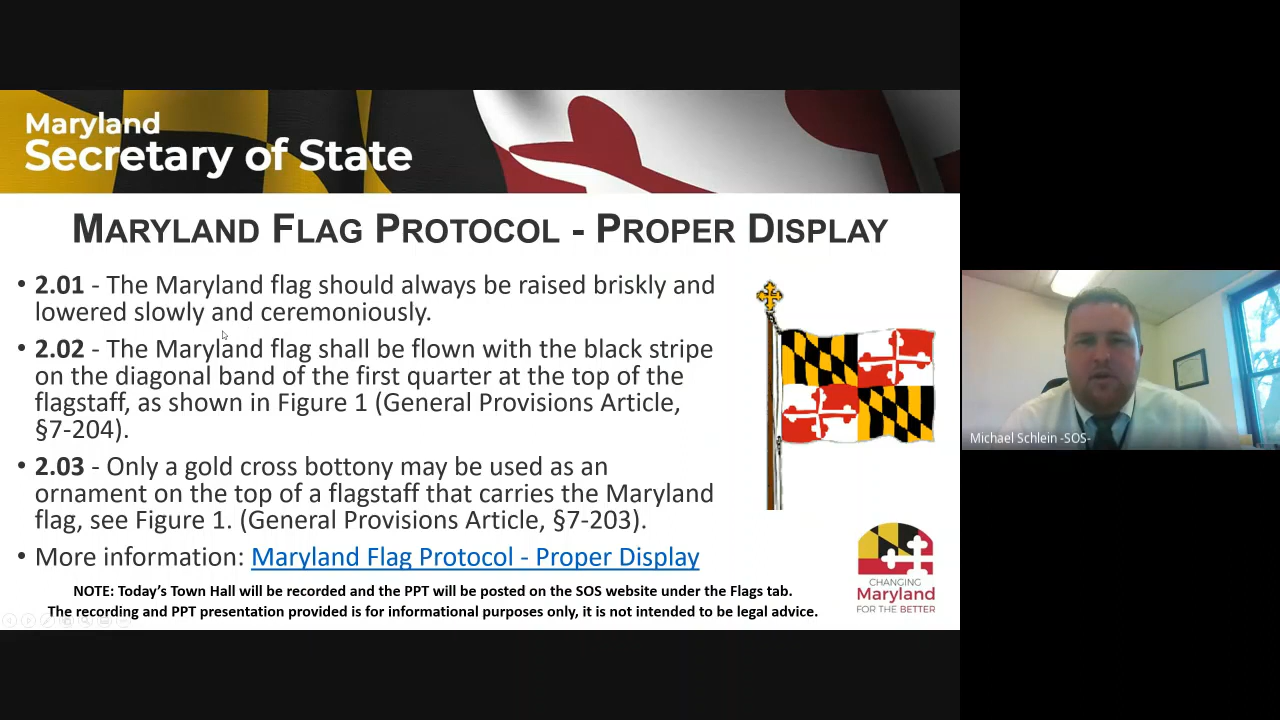 Maryland
Secretary of State
MARYLAND FLAG PROTOCOL - PROPER DISPLAY
• 2.01 - The Maryland flag should always be raised briskly and
lowered slowly and ceremoniously.
• 2.02 - The Maryland flag shall be flown with the black stripe
on the diagonal band of the first quarter at the top of the
flagstaff, as shown in Figure 1 (General Provisions Article,
§7-204).
• 2.03 - Only a gold cross bottony may be used as an
ornament on the top of a flagstaff that carries the Maryland
flag, see Figure 1. (General Provisions Article, §7-203).
• More information: Maryland Flag Protocol - Proper Display
NOTE: Today's Town Hall will be recorded and the PPT will be posted on the SOS website under the Flags tab.
The recording and PPT presentation provided is for informational purposes only, it is not intended to be legal advice.
CHANGING
Maryland
FOR THE BETTER
Michael Schlein -SOS-